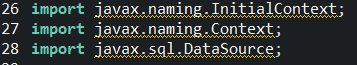 26 import javax.naming.InitialContext;
27 import javax.naming.Context;
28 import javax.sql.DataSource;